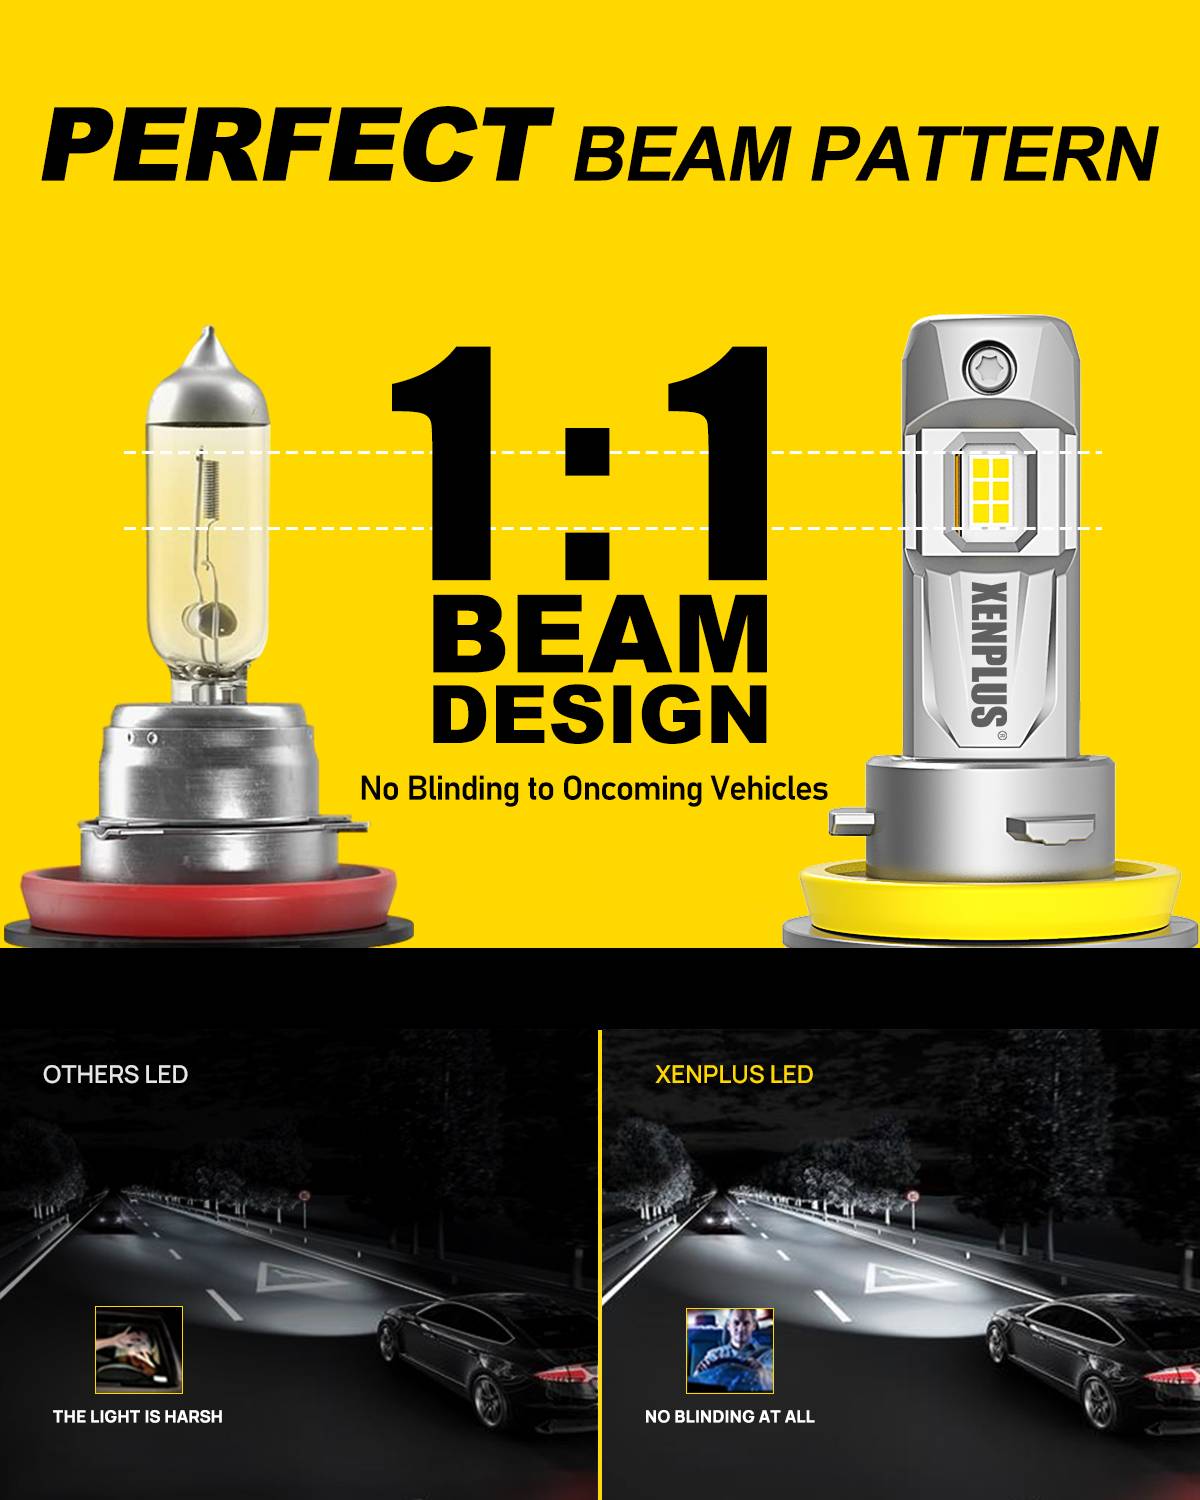 PERFECT BEAM PATTERN
1:1
BEAM
DESIGN
No Blinding to Oncoming Vehicles
XENPLUS®
OTHERS LED
THE LIGHT IS HARSH
XENPLUS LED
NO BLINDING AT ALL